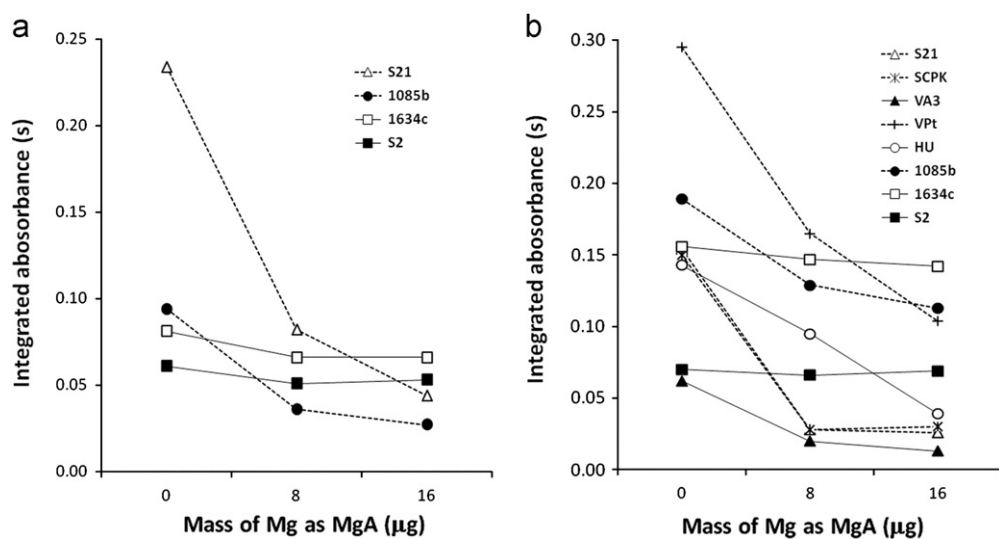 a
0.25
0.20
0.15
0.10
0.05
0.00
Integrated abosorbance (s)
S21
1085b
1634c
S2
0 8 16
Mass of Mg as MgA (μg)
b
0.30
0.25
0.20
0.15
0.10
0.05
0.00
Integrated abosorbance (s)
S21
SCPK
VA3
VPt
HU
1085b
1634c
S2
0 8 16
Mass of Mg as MgA (μg)